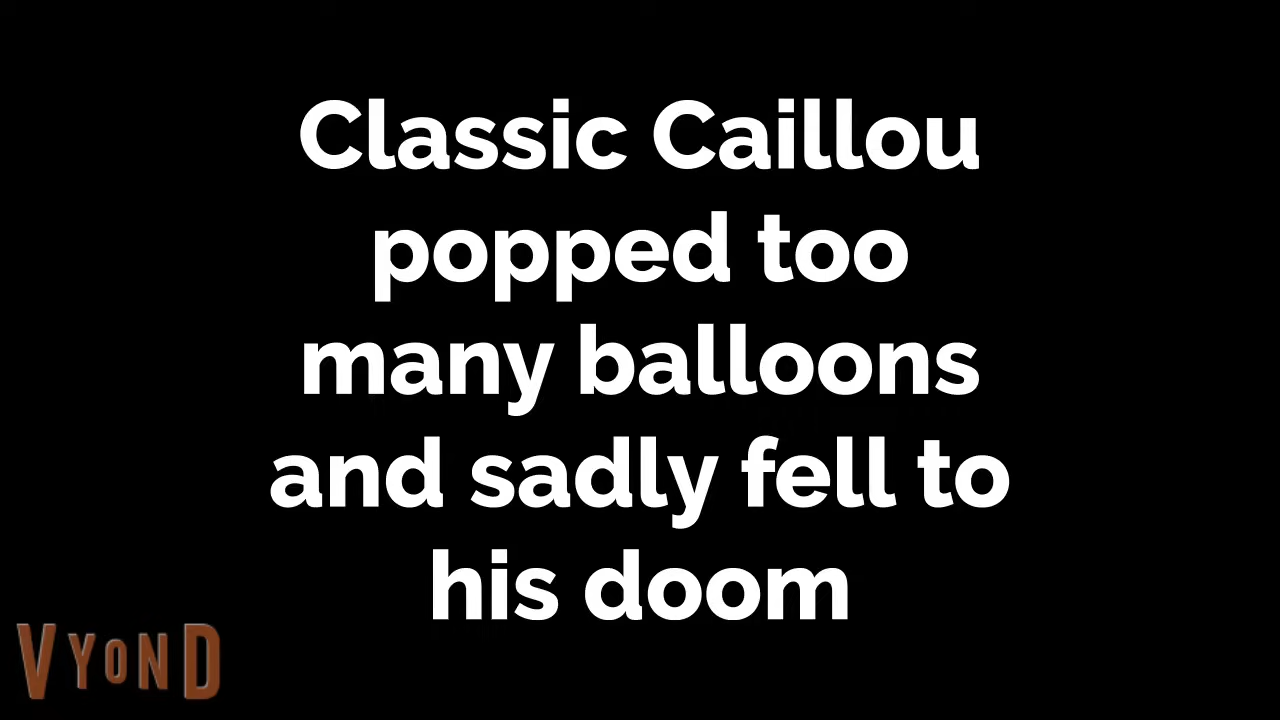 Classic Caillou
popped too
many balloons
and sadly fell to
his doom
VYOND